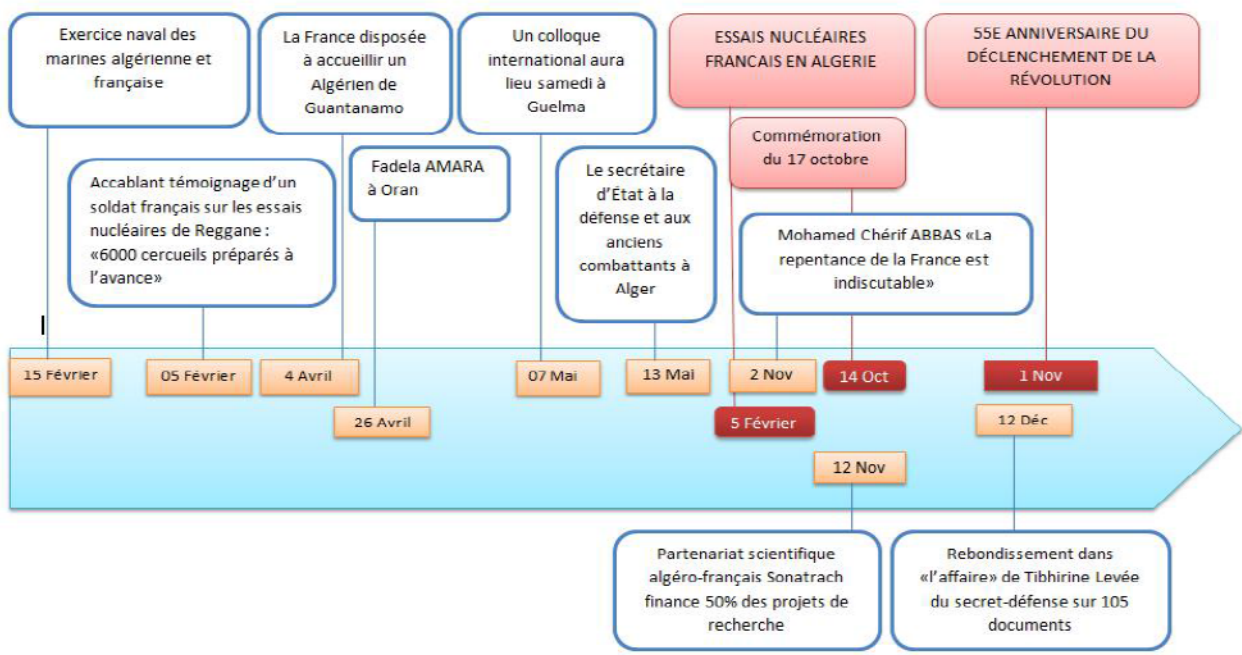 Exercice naval des
marines algérienne et
française
La France disposée
à accueillir un
Algérien de
Guantanamo
Un colloque
international aura
lieu samedi à
Guelma
ESSAIS NUCLÉAIRES
FRANCAIS EN ALGERIE
55E ANNIVERSAIRE DU
DÉCLENCHEMENT DE LA
RÉVOLUTION
Accablant témoignage d'un
soldat français sur les essais
nucléaires de Reggane :
«6000 cercueils préparés à
l'avance»
Fadela AMARA
à Oran
Le secrétaire
d'État à la
défense et aux
anciens
combattants à
Alger
Commémoration
du 17 octobre
Mohamed Chérif ABBAS «La
repentance de la France est
indiscutable»
15 Février
05 Février
4 Avril
07 Mai
13 Mai
2 Nov
14 Oct
1 Nov
26 Avril
5 Février
12 Déc
12 Nov
Partenariat scientifique
algéro-français Sonatrach
finance 50% des projets de
recherche
Rebondissement dans
«l'affaire» de Tibhirine Levée
du secret-défense sur 105
documents